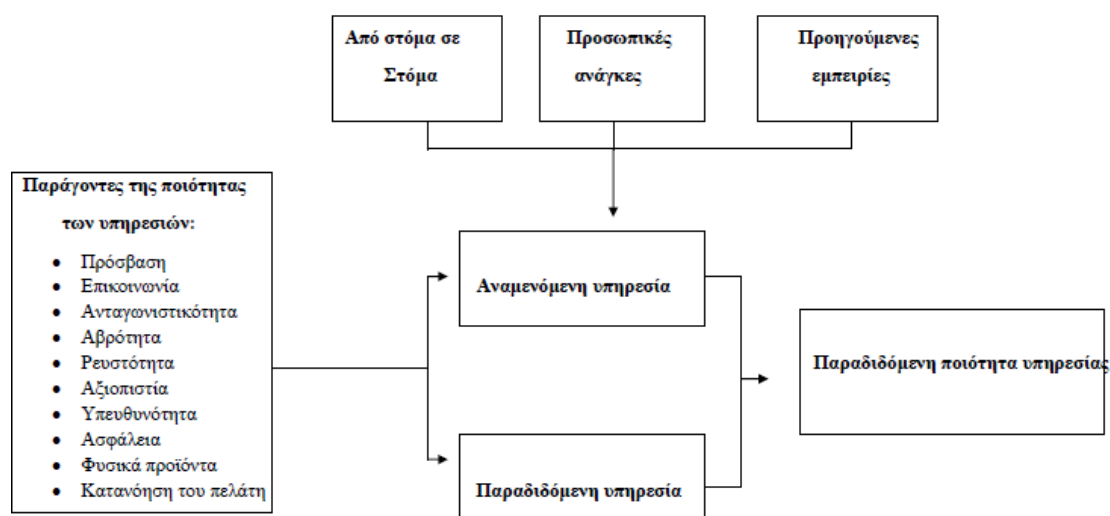 Από στόμα σε
Στόμα
Προσωπικές
ανάγκες
Προηγούμενες
εμπειρίες
Παράγοντες της ποιότητας
των υπηρεσιών:
• Πρόσβαση
• Επικοινωνία
• Ανταγωνιστικότητα
• Αβρότητα
• Ρευστότητα
• Αξιοπιστία
• Υπευθυνότητα
• Ασφάλεια
• Φυσικά προϊόντα
• Κατανόηση του πελάτη
Αναμενόμενη υπηρεσία
Παραδιδόμενη υπηρεσία
Παραδιδόμενη ποιότητα υπηρεσίας